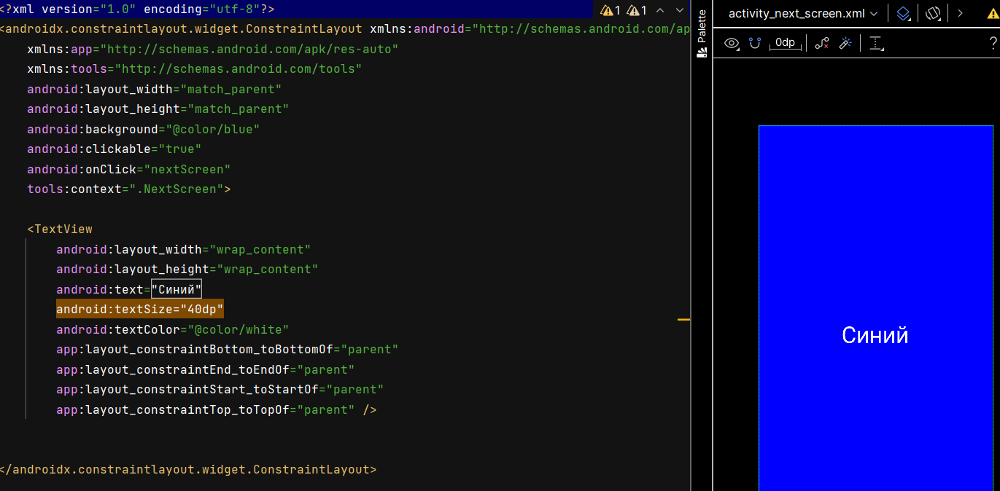 <?xml version="1.0" encoding="utf-8"?>
1 1
<androidx.constraintlayout.widget.ConstraintLayout xmlns:android="http://schemas.android.com/ap
xmlns:app="http://schemas.android.com/apk/res-auto"
xmlns:tools="http://schemas.android.com/tools"
android:layout_width="match_parent"
android:layout_height="match_parent"
android:background="@color/blue"
android:clickable="true"
android:onClick="nextScreen"
tools:context=".NextScreen">
<TextView
android:layout_width="wrap_content"
android:layout_height="wrap_content"
android:text="Синий"
android:textSize="40dp"
android:textColor="@color/white"
app:layout_constraintBottom_toBottomOf="parent"
app:layout_constraintEnd_toEndOf="parent"
app:layout_constraintStart_toStartOf="parent"
app:layout_constraintTop_toTopOf="parent" />
</androidx.constraintlayout.widget.ConstraintLayout>
Palette
activity_next_screen.xml
0dp
?
Синий